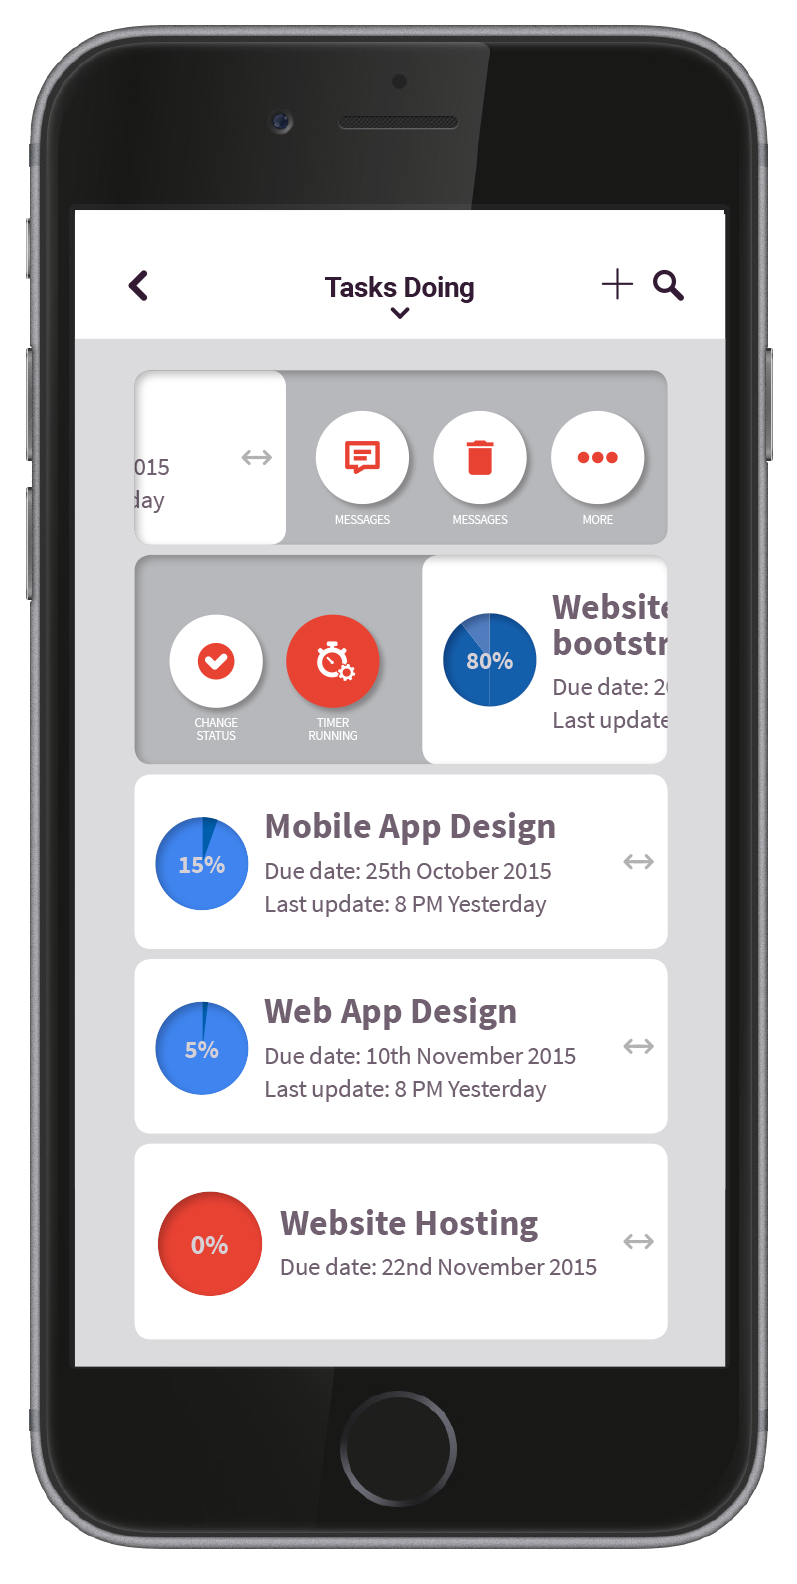 Tasks Doing
015
day
MESSAGES
MESSAGES
MORE
CHANGE
STATUS
TIMER
RUNNING
80%
Website
bootstr
Due date: 20
Last update
15%
Mobile App Design
Due date: 25th October 2015
Last update: 8 PM Yesterday
5%
Web App Design
Due date: 10th November 2015
Last update: 8 PM Yesterday
0%
Website Hosting
Due date: 22nd November 2015